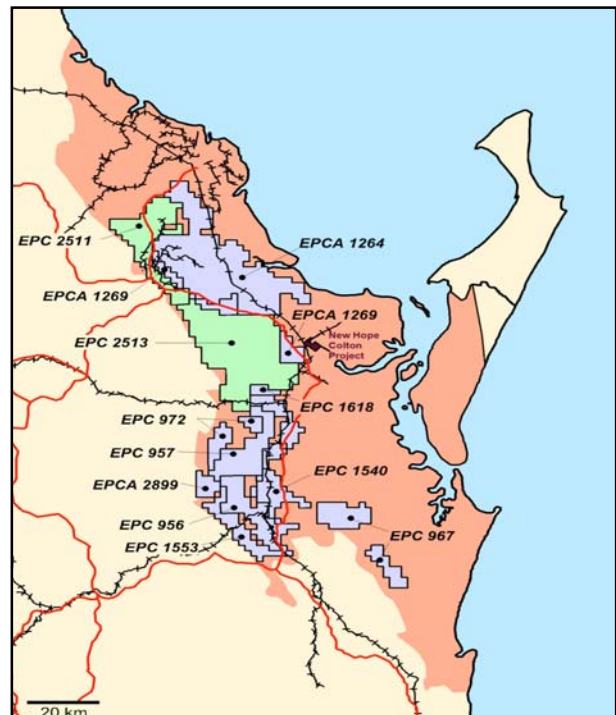 EPC 2511
EPCA 1264
EPCA 1269
EPCA 1269
EPC 2513
New Hope
Colton
Project
EPC 1618
EPC 972
EPC 957
EPCA 2899
EPC 1540
EPC 956
EPC 967
EPC 1553
20 km